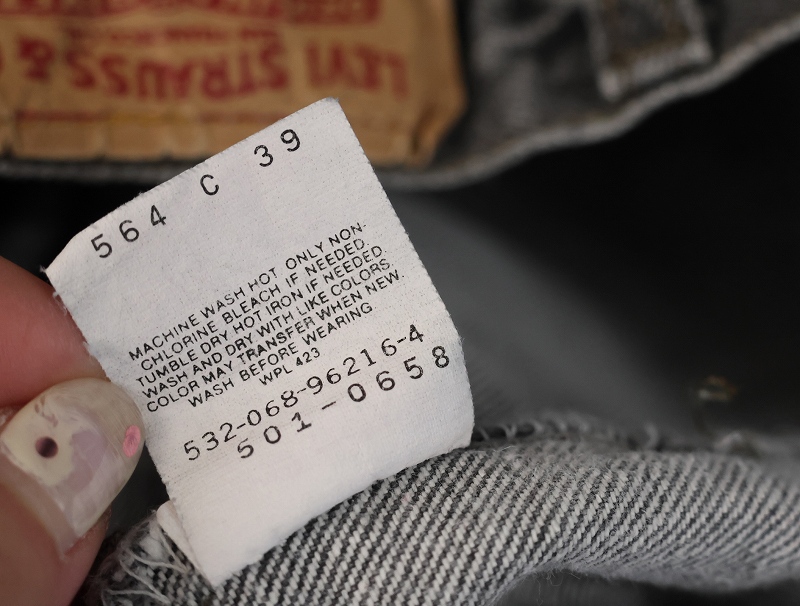 LEVI STRAUSS &
564 C 39
MACHINE WASH HOT ONLY NON-
CHLORINE BLEACH IF NEEDED.
TUMBLE DRY HOT IRON IF NEEDED.
WASH AND DRY WITH LIKE COLORS.
COLOR MAY TRANSFER WHEN NEW.
WASH BEFORE WEARING
WPL 423
532-068-96216-4
501-0658